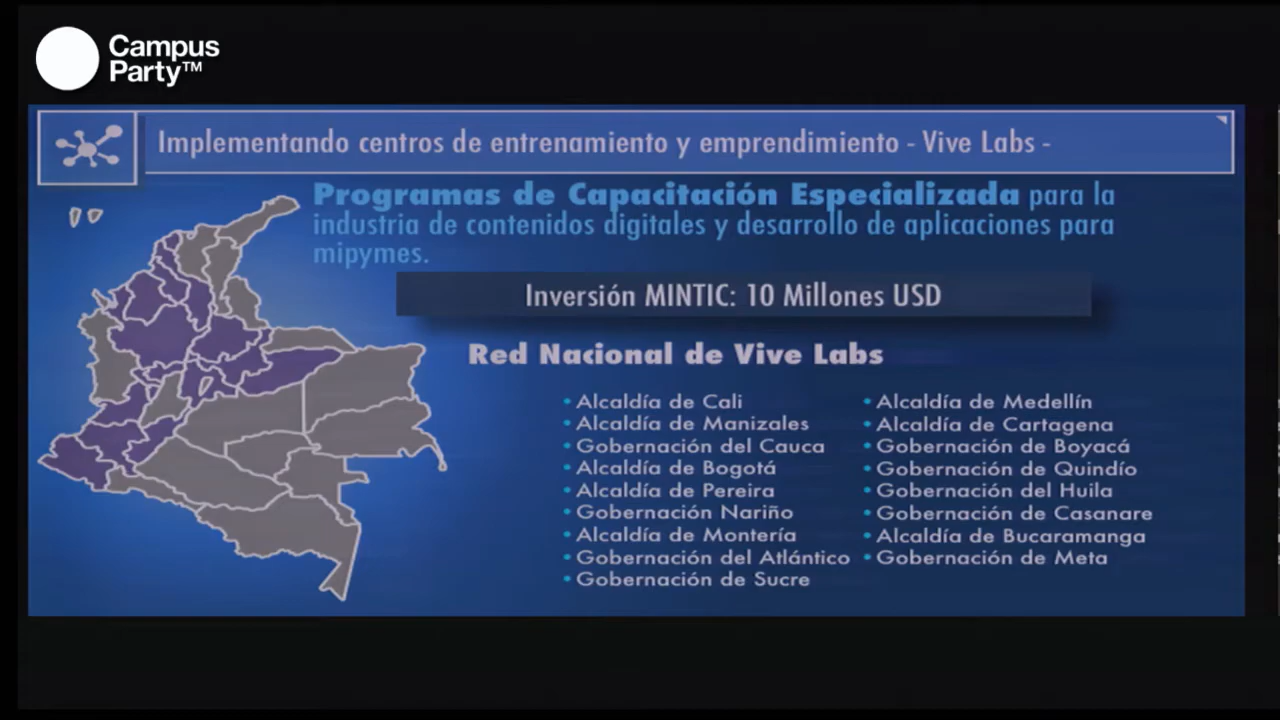 Campus
Party™
Implementando centros de entrenamiento y emprendimiento - Vive Labs -
Programas de Capacitación Especializada para la
industria de contenidos digitales y desarrollo de aplicaciones para
mipymes.
Inversión MINTIC: 10 Millones USD
Red Nacional de Vive Labs
• Alcaldía de Cali
• Alcaldía de Manizales
• Gobernación del Cauca
• Alcaldía de Bogotá
• Alcaldía de Pereira
• Gobernación Nariño
• Alcaldía de Montería
• Gobernación del Atlántico
• Gobernación de Sucre
• Alcaldía de Medellín
• Alcaldía de Cartagena
• Gobernación de Boyacá
• Gobernación de Quindío
• Gobernación del Huila
• Gobernación de Casanare
• Alcaldía de Bucaramanga
• Gobernación de Meta